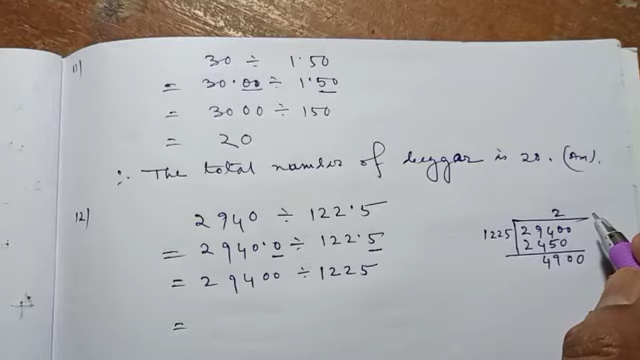 11) 30 ÷ 1.50
= 30.00 ÷ 1.50
= 3000 ÷ 150
= 20
∴ The total number of beggar is 20. (Ans).
12) 2940 ÷ 122.5
= 2940.0 ÷ 122.5
= 29400 ÷ 1225
=
2
1225 29400
2450
4900